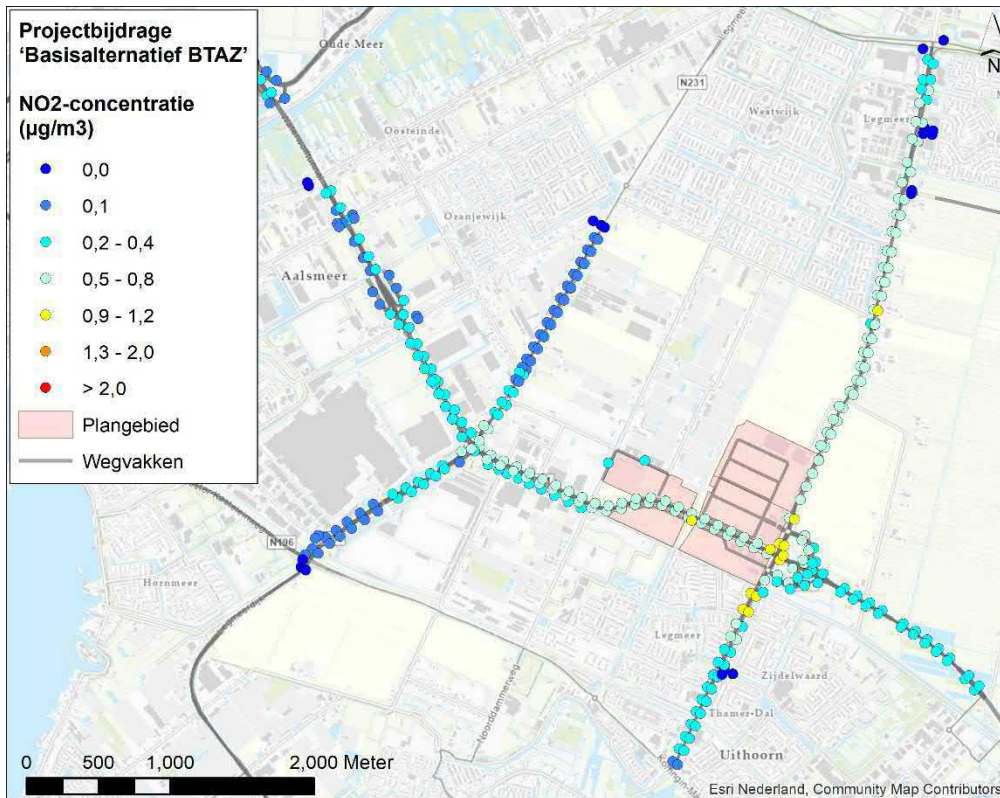 Projectbijdrage
'Basisalternatief BTAZ'
NO2-concentratie
(µg/m3)
0,0
0,1
0,2 - 0,4
0,5 - 0,8
0,9 - 1,2
1,3 - 2,0
> 2,0
Plangebied
Wegvakken
Oude Meer
N231
Legmeer
Westwijk
Legmeer
N
Oosteinde
Oranjewijk
Aalsmeer
N196
Hornmeer
Legmeer
Zijdelwaard
Noorddammerweg
Thamer-Dal
Uithoorn
0 500 1,000 2,000 Meter
Esri Nederland, Community Map Contributors